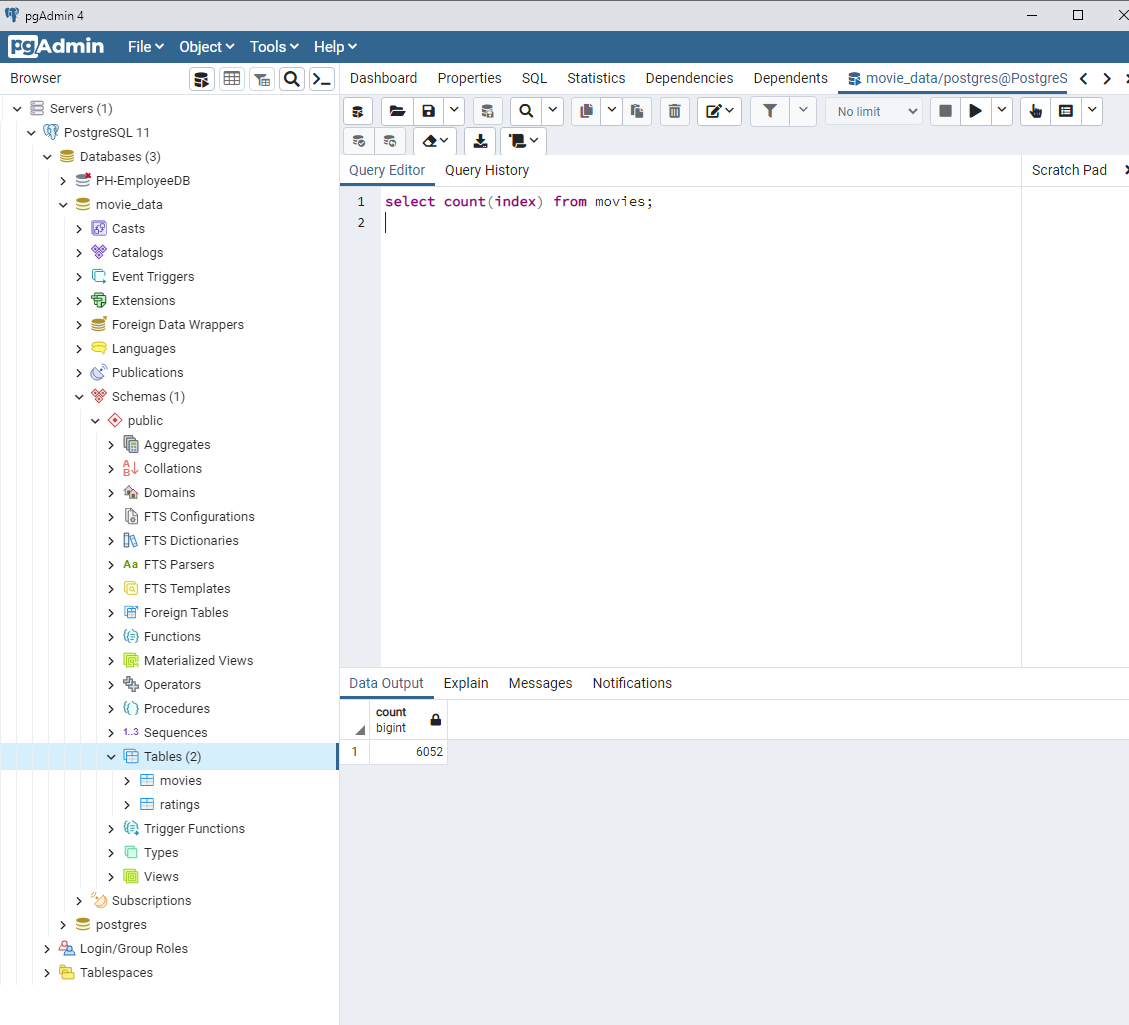 pgAdmin 4
pgAdmin
File Object Tools Help
Browser
Dashboard Properties SQL Statistics Dependencies Dependents movie_data/postgres@PostgreS
Servers (1)
PostgreSQL 11
Databases (3)
PH-EmployeeDB
movie_data
Casts
Catalogs
Event Triggers
Extensions
Foreign Data Wrappers
Languages
Publications
Schemas (1)
public
Aggregates
Collations
Domains
FTS Configurations
FTS Dictionaries
Aa FTS Parsers
FTS Templates
Foreign Tables
Functions
Materialized Views
Operators
Procedures
1..3 Sequences
Tables (2)
movies
ratings
Trigger Functions
Types
Views
Subscriptions
postgres
Login/Group Roles
Tablespaces
No limit
Query Editor Query History
Scratch Pad
1 select count(index) from movies;
2
Data Output Explain Messages Notifications
count
bigint
1 6052